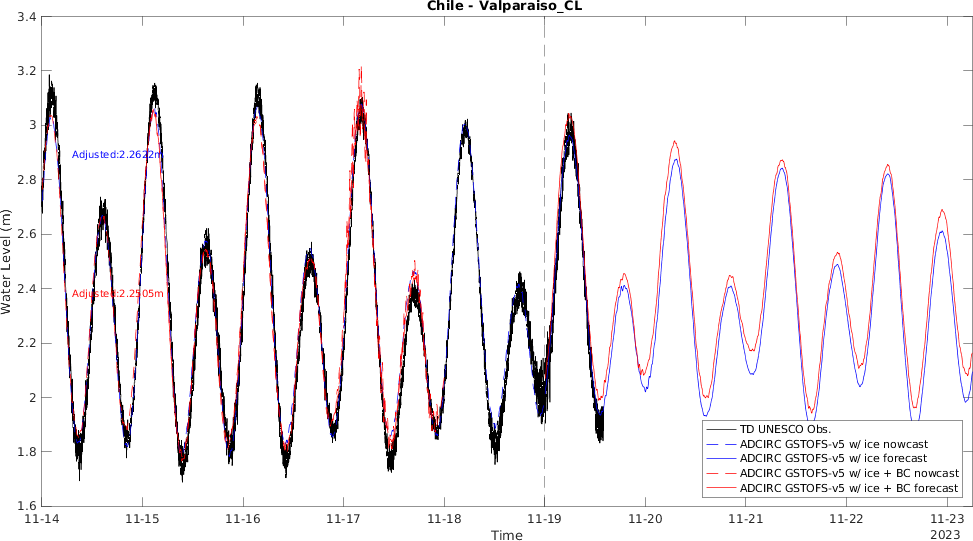 Chile - Valparaiso_CL
3.4
3.2
3
2.8
2.6
2.4
2.2
2
1.8
1.6
Water Level (m)
Adjusted:2.2622m
Adjusted:2.2505m
TD UNESCO Obs.
ADCIRC GSTOFS-v5 w/ ice nowcast
ADCIRC GSTOFS-v5 w/ ice forecast
ADCIRC GSTOFS-v5 w/ ice + BC nowcast
ADCIRC GSTOFS-v5 w/ ice + BC forecast
11-14 11-15 11-16 11-17 11-18 11-19 11-20 11-21 11-22 11-23
2023
Time